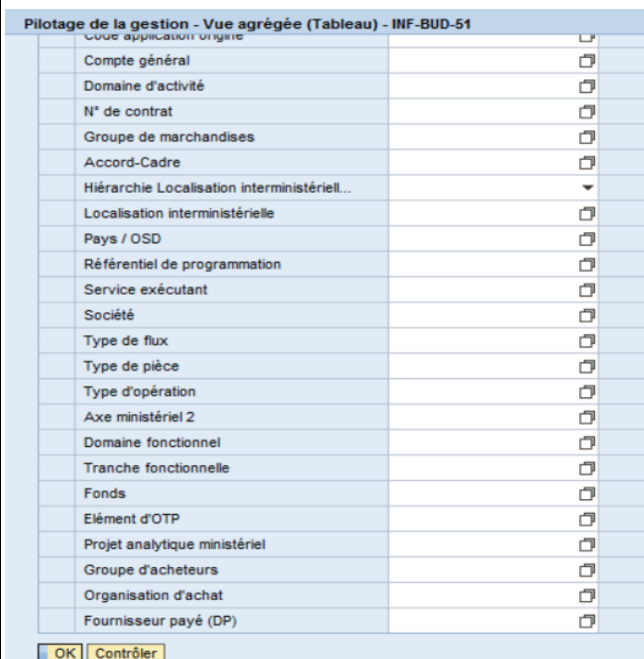 Pilotage de la gestion - Vue agrégée (Tableau) - INF-BUD-51
Code application origine
Compte général
Domaine d'activité
N° de contrat
Groupe de marchandises
Accord-Cadre
Hiérarchie Localisation interministériell...
Localisation interministérielle
Pays / OSD
Référentiel de programmation
Service exécutant
Société
Type de flux
Type de pièce
Type d'opération
Axe ministériel 2
Domaine fonctionnel
Tranche fonctionnelle
Fonds
Elément d'OTP
Projet analytique ministériel
Groupe d'acheteurs
Organisation d'achat
Fournisseur payé (DP)
OK Contrôler